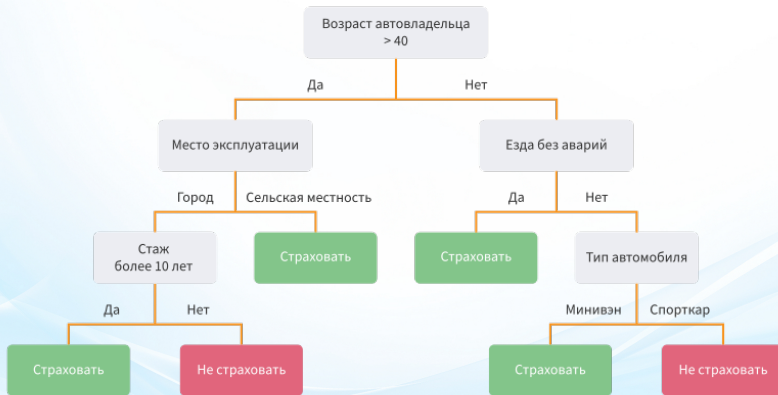 Возраст автовладельца
> 40
Да
Нет
Место эксплуатации
Езда без аварий
Город
Сельская местность
Да
Нет
Стаж
более 10 лет
Страховать
Страховать
Тип автомобиля
Да
Нет
Минивэн
Спорткар
Страховать
Не страховать
Страховать
Не страховать